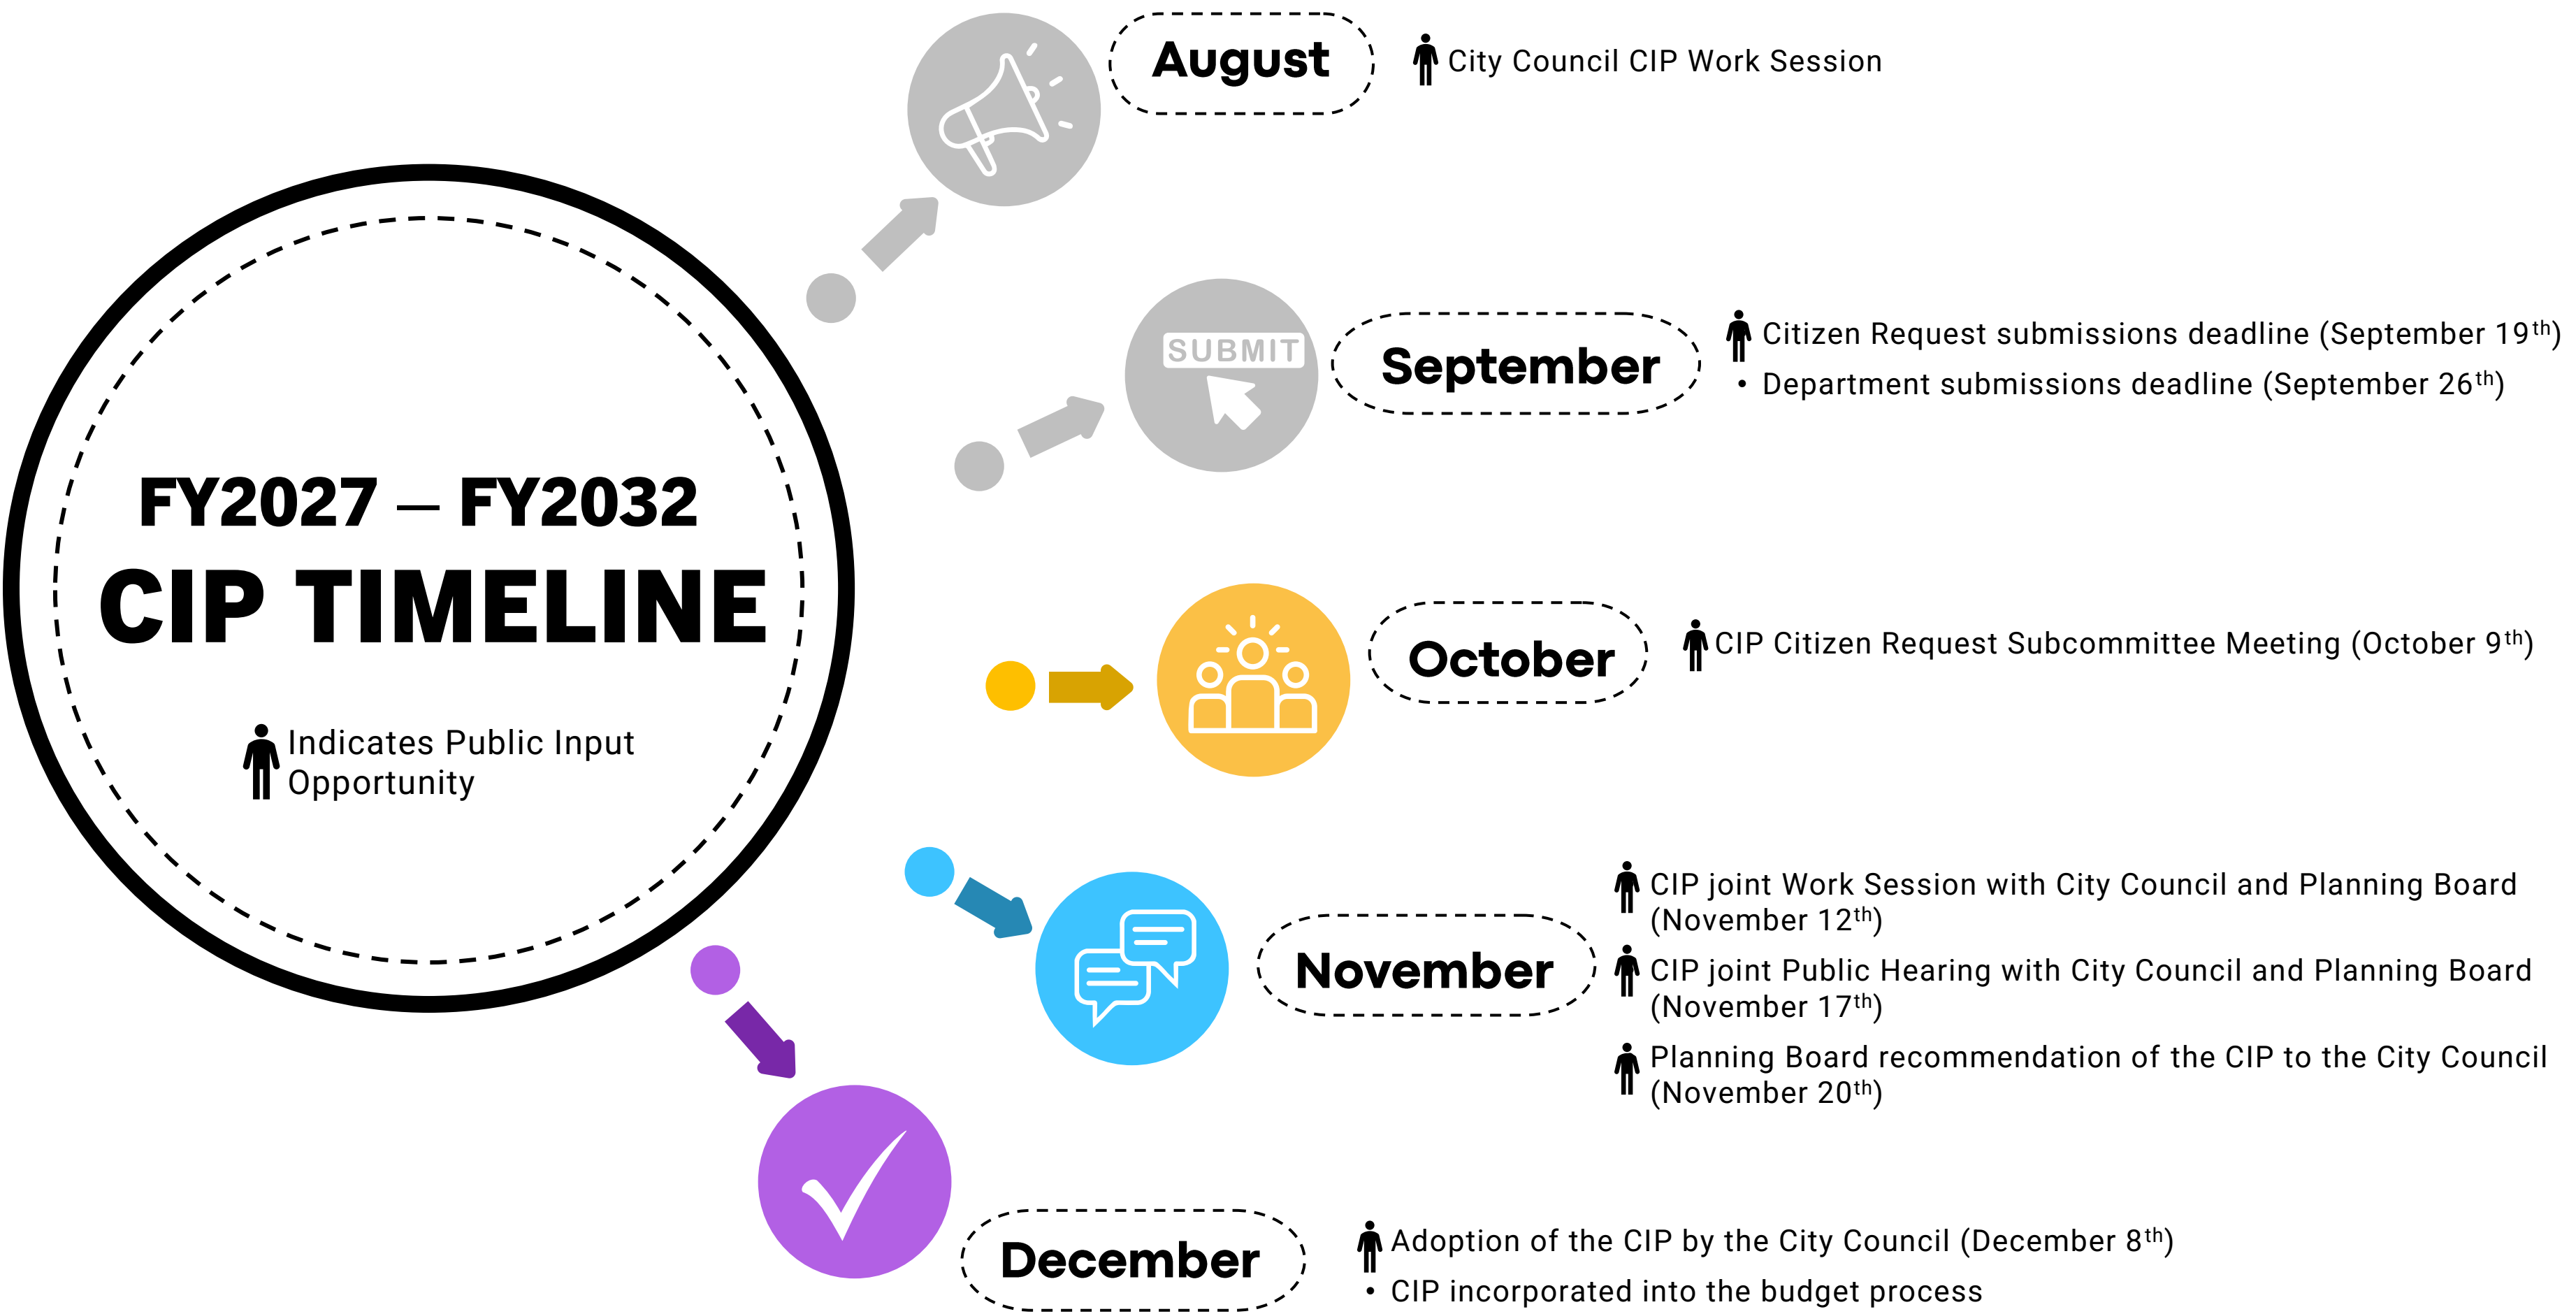 August
City Council CIP Work Session
SUBMIT
September
Citizen Request submissions deadline (September 19th)
• Department submissions deadline (September 26th)
FY2027 – FY2032
CIP TIMELINE
Indicates Public Input
Opportunity
October
CIP Citizen Request Subcommittee Meeting (October 9th)
November
CIP joint Work Session with City Council and Planning Board
(November 12th)
CIP joint Public Hearing with City Council and Planning Board
(November 17th)
Planning Board recommendation of the CIP to the City Council
(November 20th)
December
Adoption of the CIP by the City Council (December 8th)
• CIP incorporated into the budget process